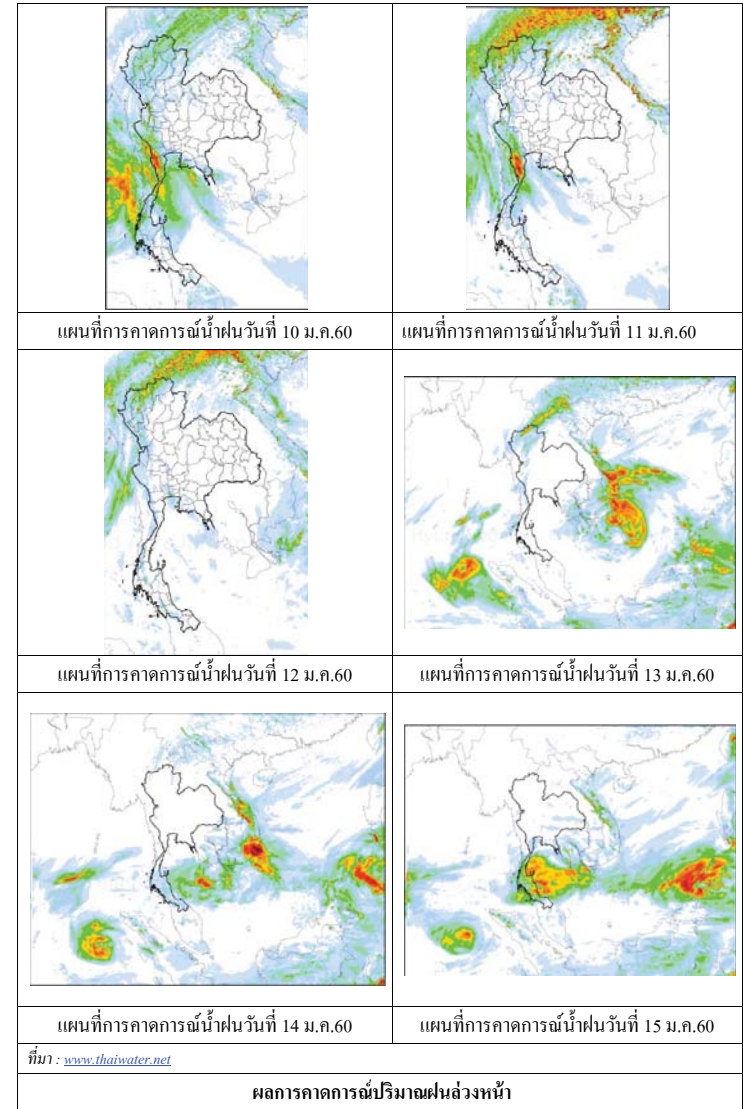 แผนที่การคาดการณ์น้ำฝนวันที่ 10 ม.ค.60
แผนที่การคาดการณ์น้ำฝนวันที่ 11 ม.ค.60
แผนที่การคาดการณ์น้ำฝนวันที่ 12 ม.ค.60
แผนที่การคาดการณ์น้ำฝนวันที่ 13 ม.ค.60
แผนที่การคาดการณ์น้ำฝนวันที่ 14 ม.ค.60
แผนที่การคาดการณ์น้ำฝนวันที่ 15 ม.ค.60
ที่มา : www.thaiwater.net
ผลการคาดการณ์ปริมาณฝนล่วงหน้า